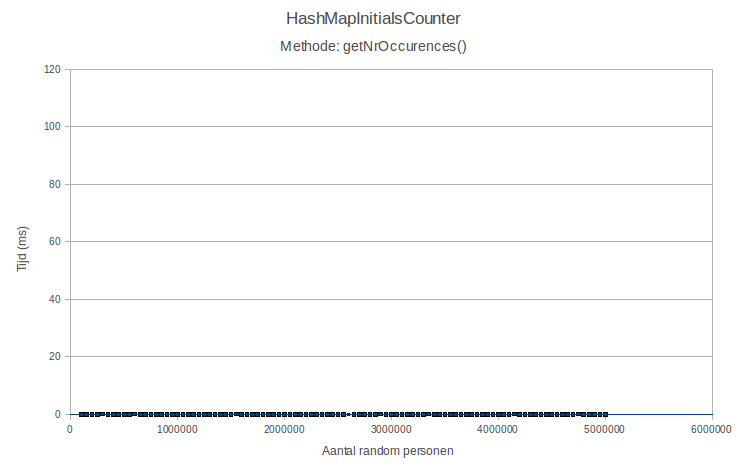 HashMapInitialsCounter
Methode: getNrOccurences()
120
100
80
60
40
20
0
Tijd (ms)
0 1000000 2000000 3000000 4000000 5000000 6000000
Aantal random personen